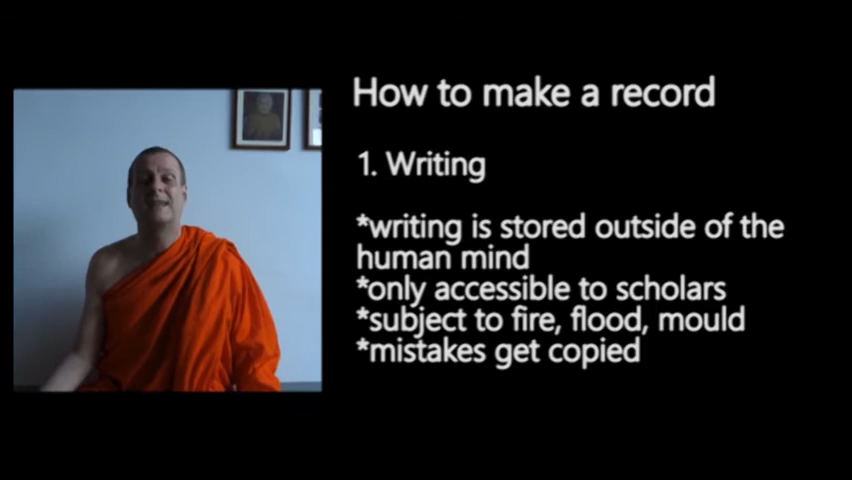 How to make a record
1. Writing
*writing is stored outside of the
human mind
*only accessible to scholars
*subject to fire, flood, mould
*mistakes get copied